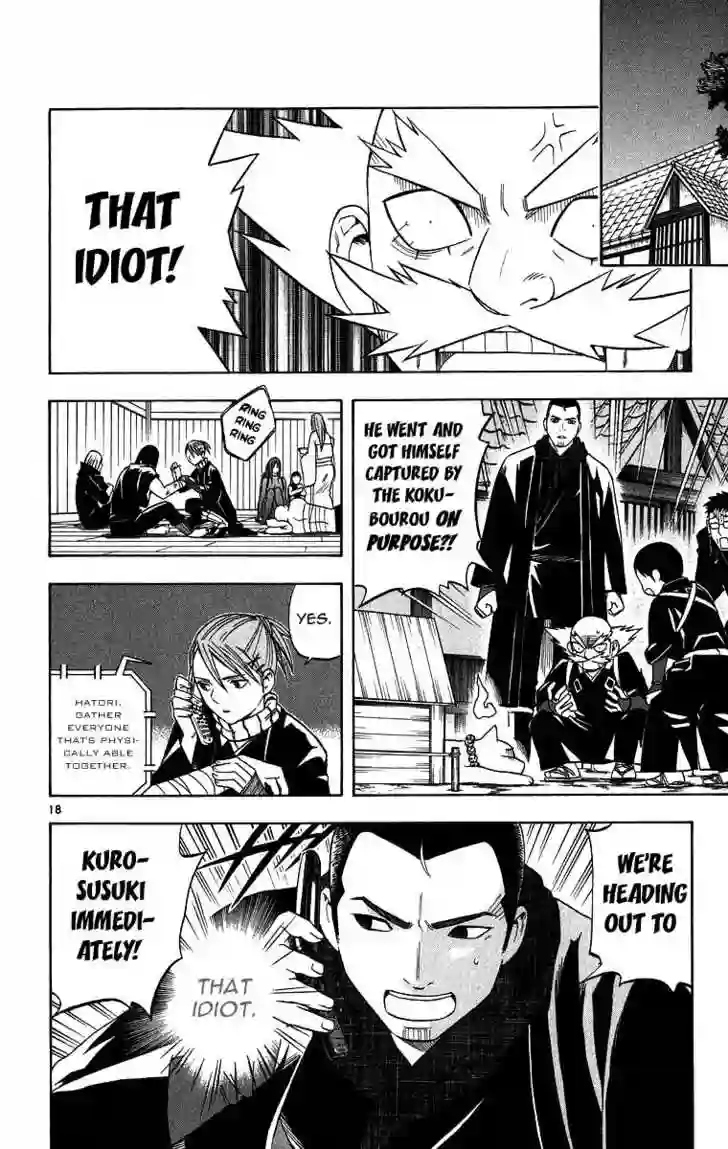 THAT
IDIOT!
HE WENT AND
GOT HIMSELF
CAPTURED BY
THE KOKU-
BOUROU ON
PURPOSE?!
RING
RING
RING
YES.
HATORI.
GATHER
EVERYONE
THAT'S PHYSI-
CALLY ABLE
TOGETHER.
18
WE'RE
HEADING
OUT TO
KURO-
SUSUKI
IMMEDI-
ATELY!
THAT
IDIOT.